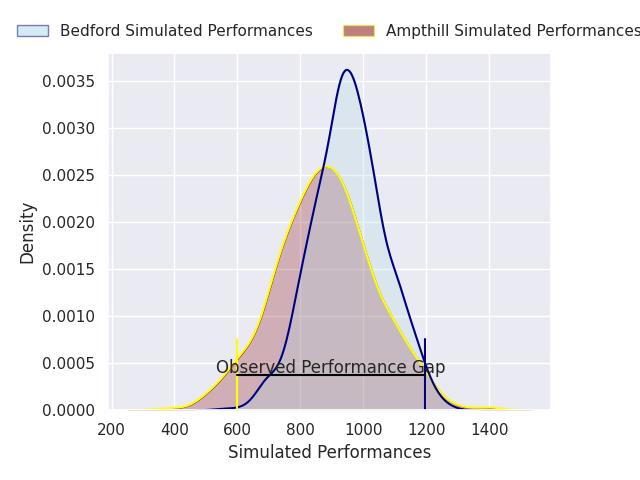 Bedford Simulated Performances
Ampthill Simulated Performances
0.0035
0.0030
0.0025
0.0020
0.0015
0.0010
0.0005
0.0000
Density
Observed Performance Gap
200 400 600 800 1000 1200 1400
Simulated Performances